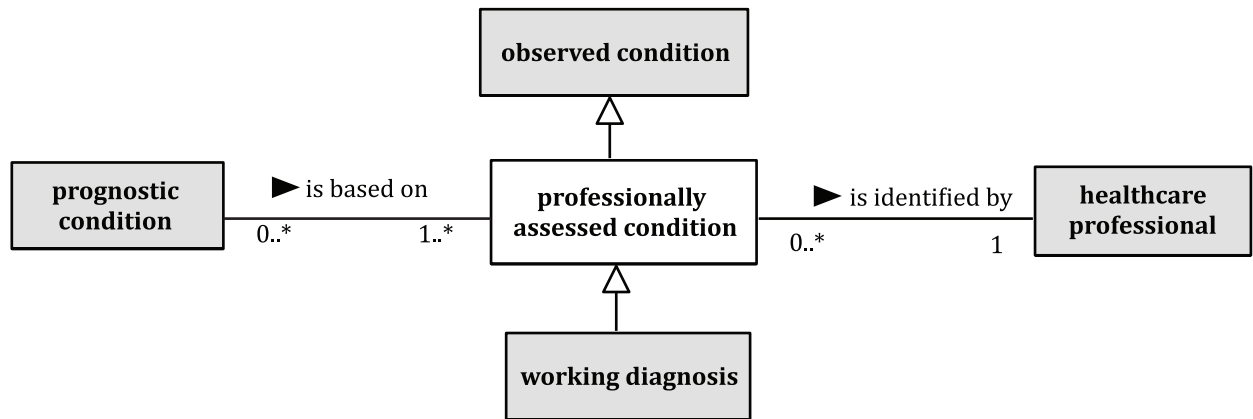 observed condition
prognostic
condition
► is based on
0..*
1..*
professionally
assessed condition
► is identified by
0..*
1
healthcare
professional
working diagnosis